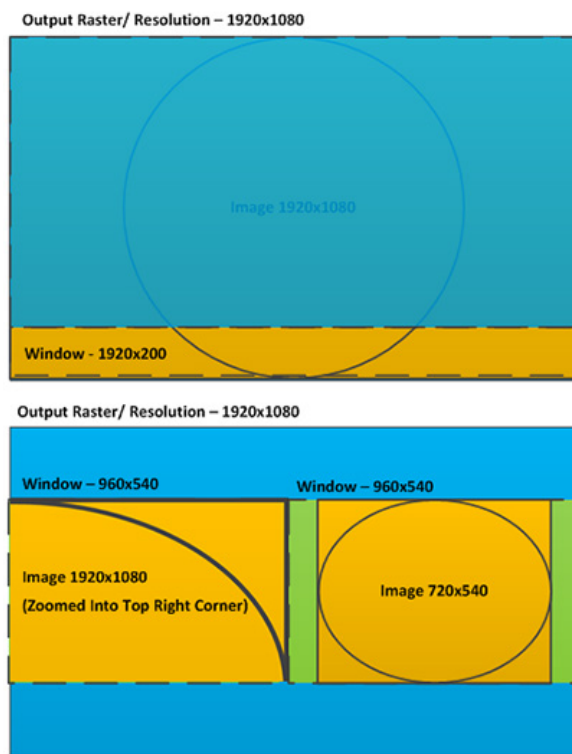 Output Raster/ Resolution – 1920x1080
Image 1920x1080
Window - 1920x200
Output Raster/ Resolution – 1920x1080
Window – 960x540
Window – 960x540
Image 1920x1080
(Zoomed Into Top Right Corner)
Image 720x540